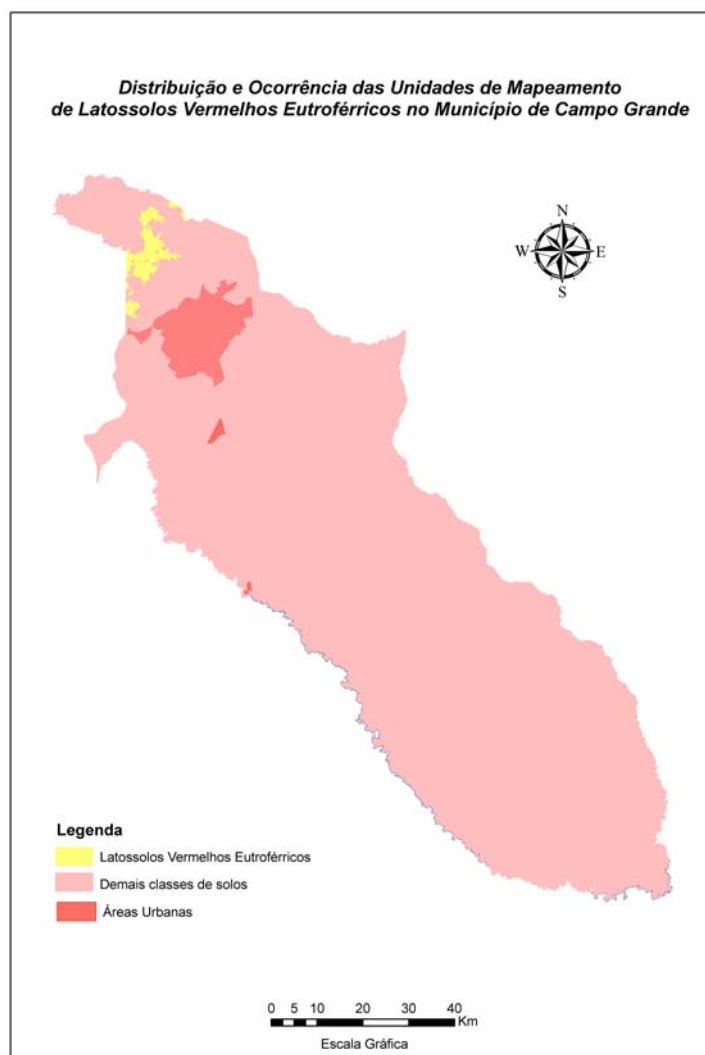 Distribuição e Ocorrência das Unidades de Mapeamento
de Latossolos Vermelhos Eutroférricos no Município de Campo Grande
N
W E
S
Legenda
Latossolos Vermelhos Eutroférricos
Demais classes de solos
Áreas Urbanas
0 5 10 20 30 40
Km
Escala Gráfica